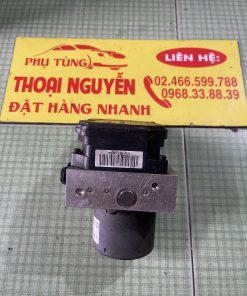 PHỤ TÙNG
LIÊN HỆ:
THOẠI NGUYỄN
02.466.599.788
0968.33.88.39
ĐẶT HÀNG NHANH